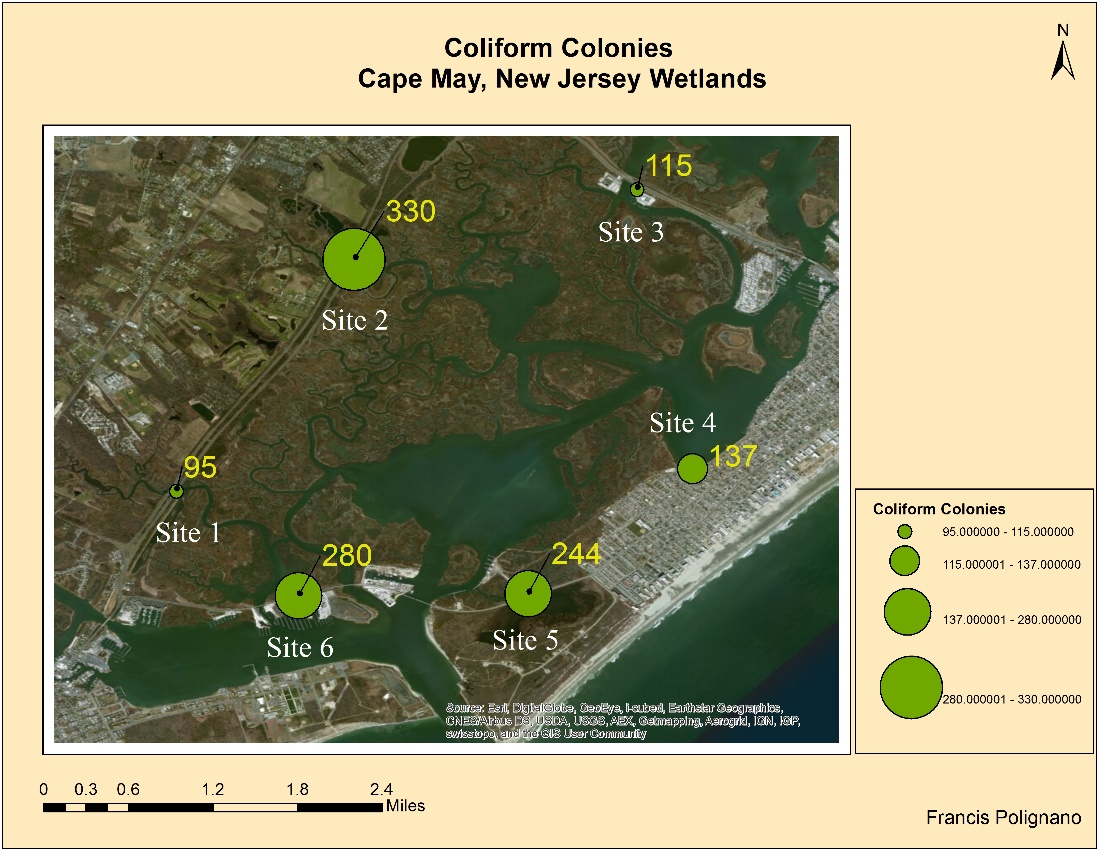 Coliform Colonies
Cape May, New Jersey Wetlands
N
115
Site 3
330
Site 2
Site 4
137
95
Site 1
280
Site 6
244
Site 5
Source: Esri, DigitalGlobe, GeoEye, i-cubed, Earthstar Geographics,
CNES/Airbus DS, USDA, USGS, AEX, Getmapping, Aerogrid, IGN, IGP,
swisstopo, and the GIS User Community
Coliform Colonies
95.000000 - 115.000000
115.000001 - 137.000000
137.000001 - 280.000000
280.000001 - 330.000000
0 0.3 0.6 1.2 1.8 2.4
Miles
Francis Polignano